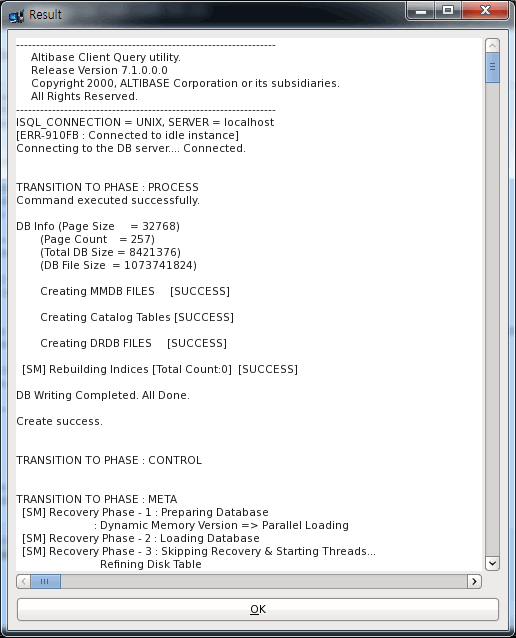 Result
------------------------------------------------------------
Altibase Client Query utility.
Release Version 7.1.0.0.0
Copyright 2000, ALTIBASE Corporation or its subsidiaries.
All Rights Reserved.
------------------------------------------------------------
ISQL_CONNECTION = UNIX, SERVER = localhost
[ERR-910FB : Connected to idle instance]
Connecting to the DB server.... Connected.
TRANSITION TO PHASE : PROCESS
Command executed successfully.
DB Info (Page Size     = 32768)
(Page Count    = 257)
(Total DB Size = 8421376)
(DB File Size  = 1073741824)
Creating MMDB FILES     [SUCCESS]
Creating Catalog Tables [SUCCESS]
Creating DRDB FILES     [SUCCESS]
[SM] Rebuilding Indices [Total Count:0]  [SUCCESS]
DB Writing Completed. All Done.
Create success.
TRANSITION TO PHASE : CONTROL
TRANSITION TO PHASE : META
[SM] Recovery Phase - 1 : Preparing Database
: Dynamic Memory Version => Parallel Loading
[SM] Recovery Phase - 2 : Loading Database
[SM] Recovery Phase - 3 : Skipping Recovery & Starting Threads...
Refining Disk Table
OK